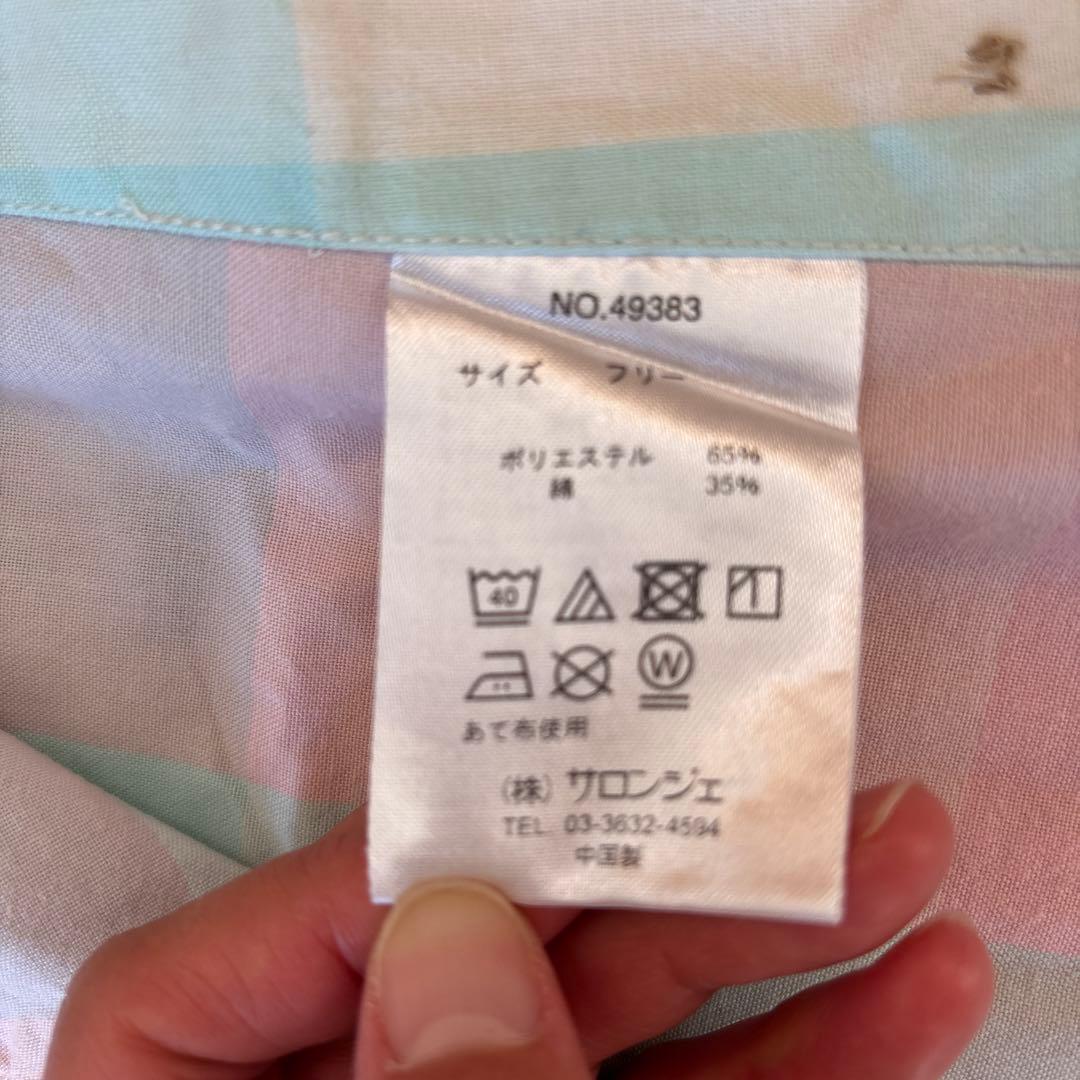 NO.49383
サイズ フリー
ポリエステル 65%
綿 35%
40
W
あて布使用
(株) サロンジェ
TEL 03-3632-4594
中国製